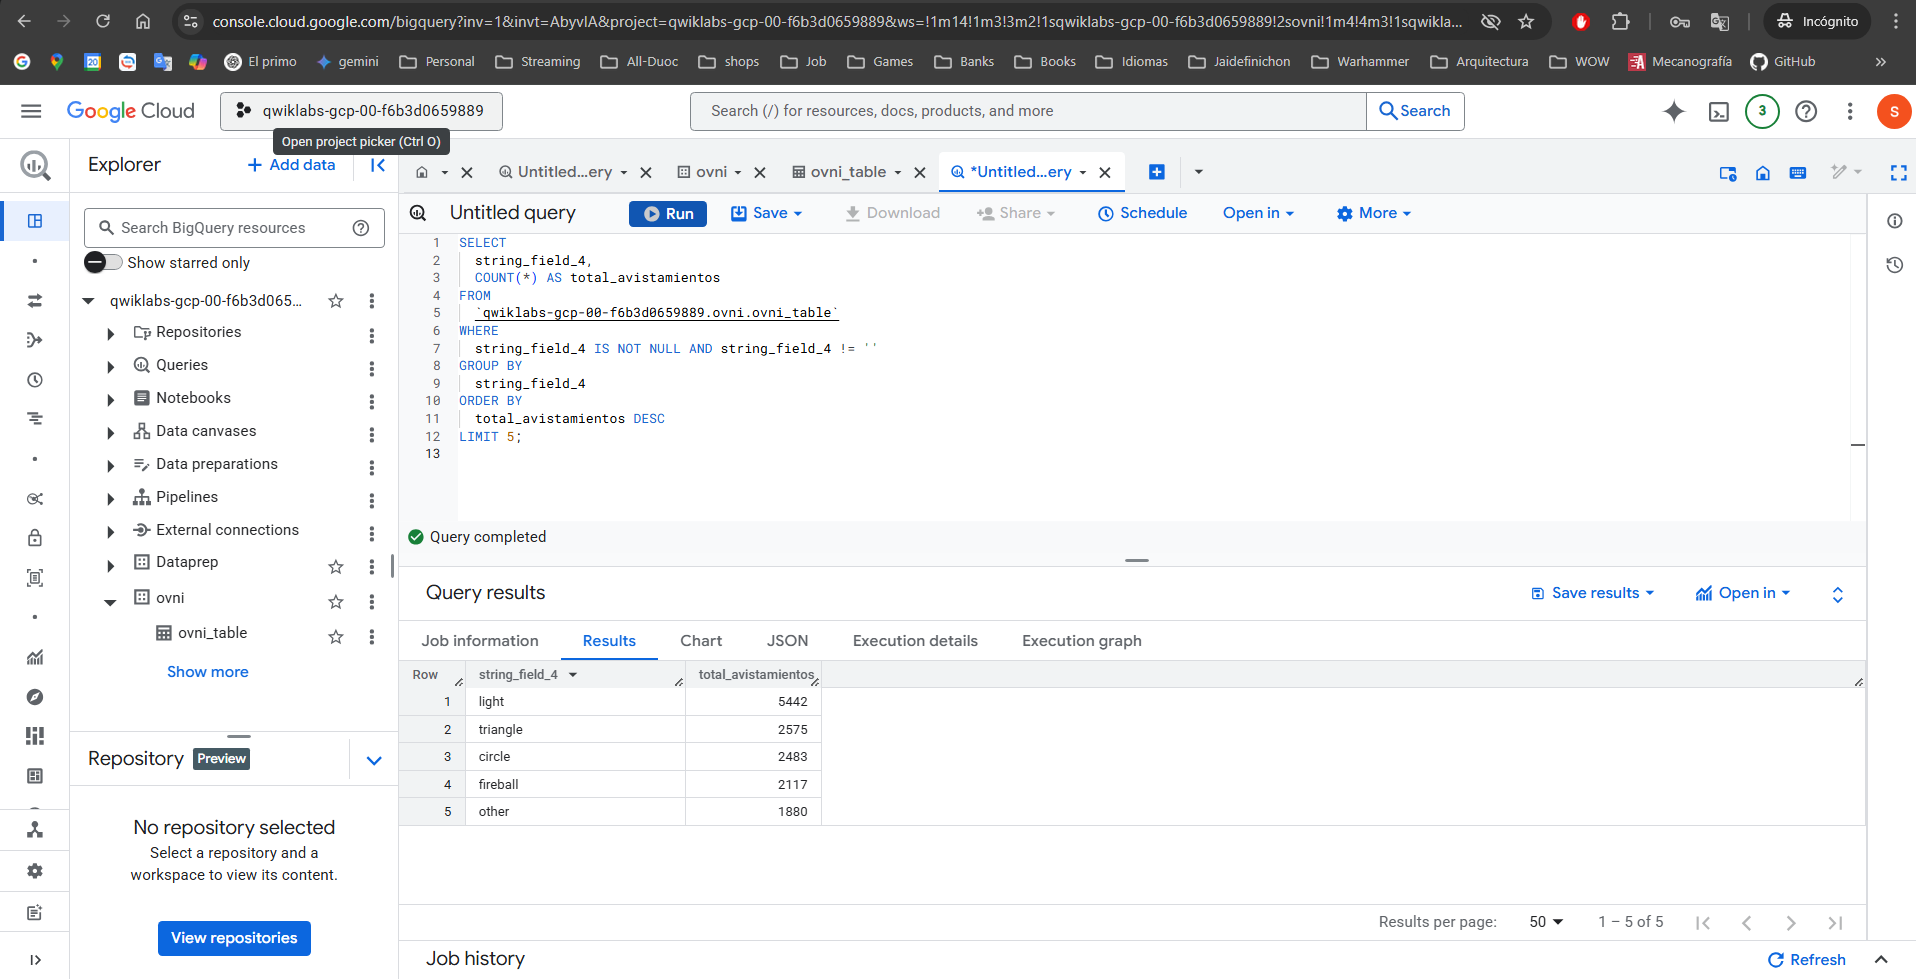 console.cloud.google.com/bigquery?inv=1&invt=AbyvlA&project=qwiklabs-gcp-00-f6b3d0659889&ws=!1m14!1m3!3m2!1sqwiklabs-gcp-00-f6b3d0659889!2sovni!1m4!4m3!1sqwikla...
Incógnito
20
El primo
gemini
Personal
Streaming
All-Duoc
shops
Job
Games
Banks
Books
Idiomas
Jaidefinichon
Warhammer
Arquitectura
WOW
Mecanografía
GitHub
»
Google Cloud
qwiklabs-gcp-00-f6b3d0659889
Search (/) for resources, docs, products, and more
Search
3
S
Open project picker (Ctrl O)
Explorer
+ Add data
Untitled...ery
ovni
ovni_table
*Untitled...ery
Search BigQuery resources
Show starred only
qwiklabs-gcp-00-f6b3d065...
Repositories
Queries
Notebooks
Data canvases
Data preparations
Pipelines
External connections
Dataprep
ovni
ovni_table
Show more
Repository Preview
No repository selected
Select a repository and a
workspace to view its content.
View repositories
Untitled query
Run
Save
Download
Share
Schedule
Open in
More
1 SELECT
2 string_field_4,
3 COUNT(*) AS total_avistamientos
4 FROM
5 `qwiklabs-gcp-00-f6b3d0659889.ovni.ovni_table`
6 WHERE
7 string_field_4 IS NOT NULL AND string_field_4 != ''
8 GROUP BY
9 string_field_4
10 ORDER BY
11 total_avistamientos DESC
12 LIMIT 5;
13
Query completed
Query results
Save results
Open in
Job information
Results
Chart
JSON
Execution details
Execution graph
Row string_field_4 total_avistamientos
1 light 5442
2 triangle 2575
3 circle 2483
4 fireball 2117
5 other 1880
Results per page: 50 1 – 5 of 5
Job history
Refresh